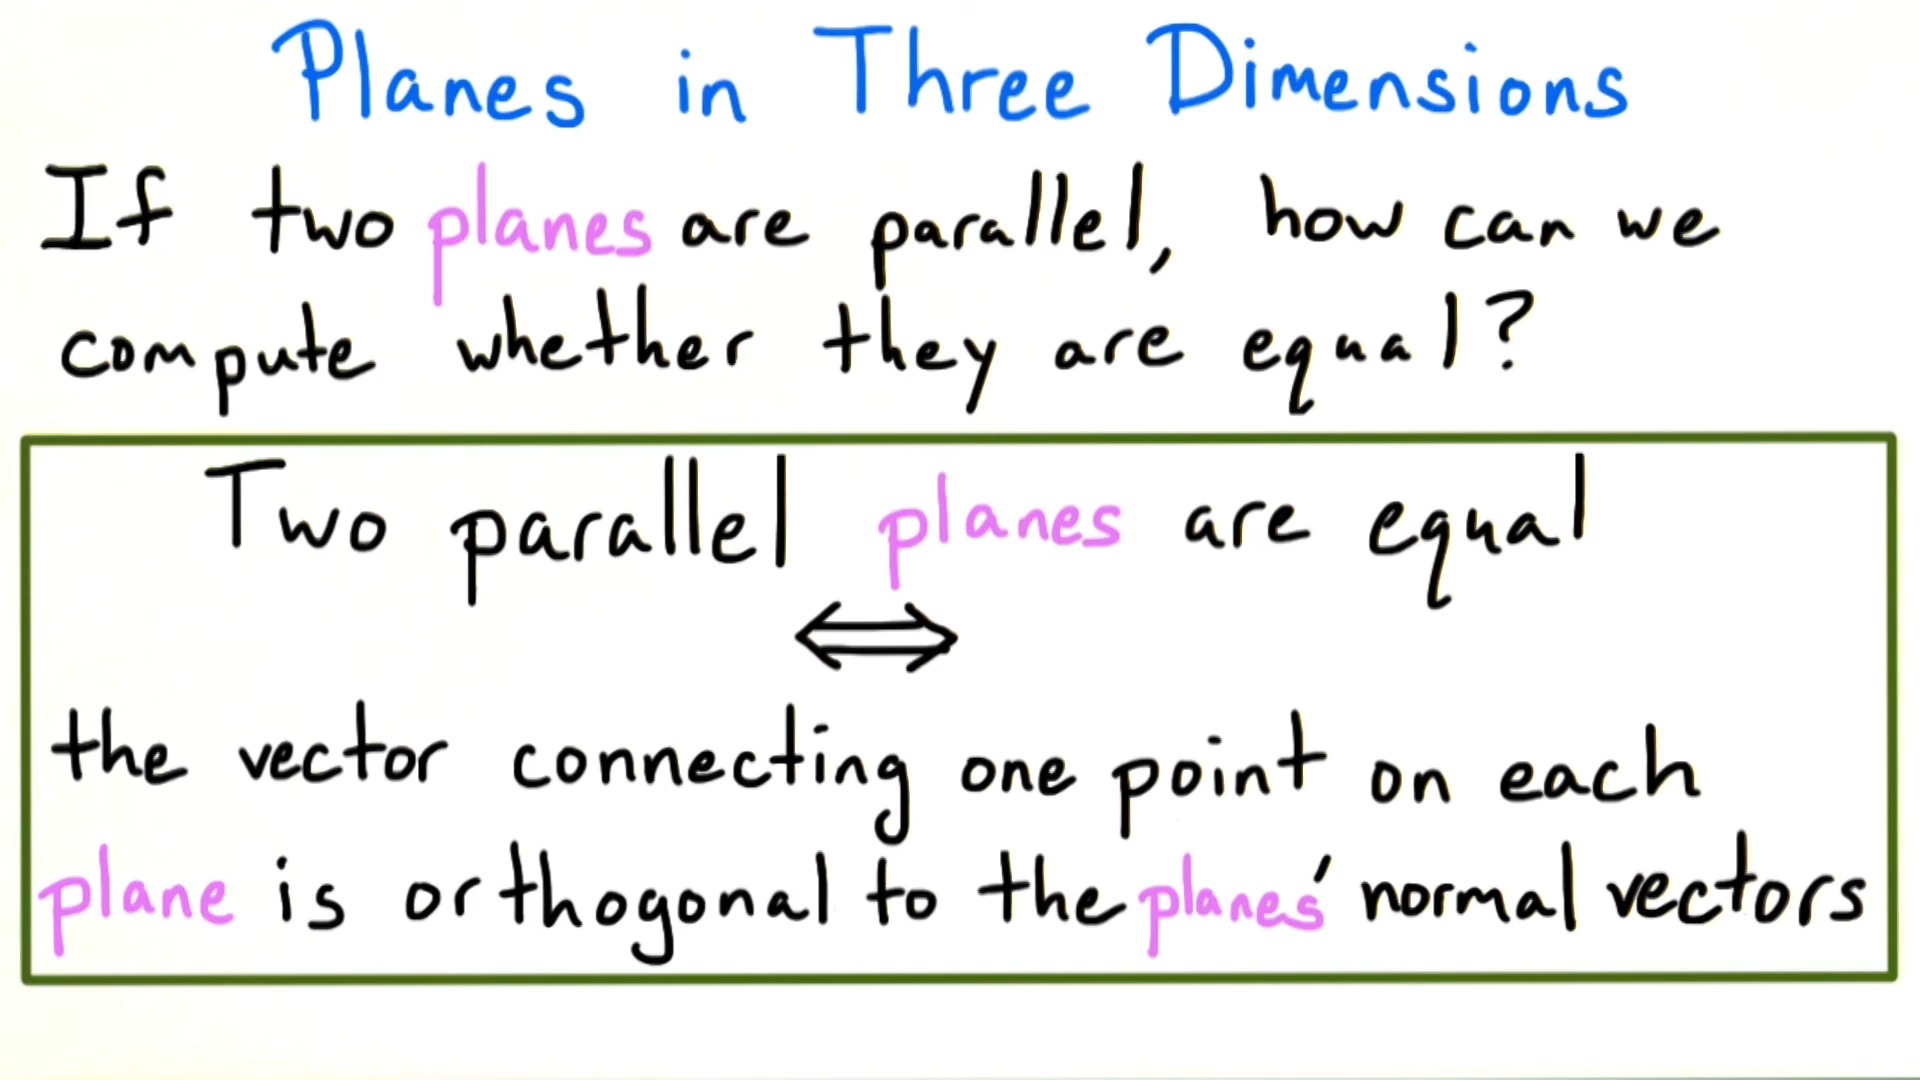 Planes in Three Dimensions
If two planes are parallel, how can we
compute whether they are equal?
Two parallel planes are equal
⟺
the vector connecting one point on each
plane is orthogonal to the planes' normal vectors